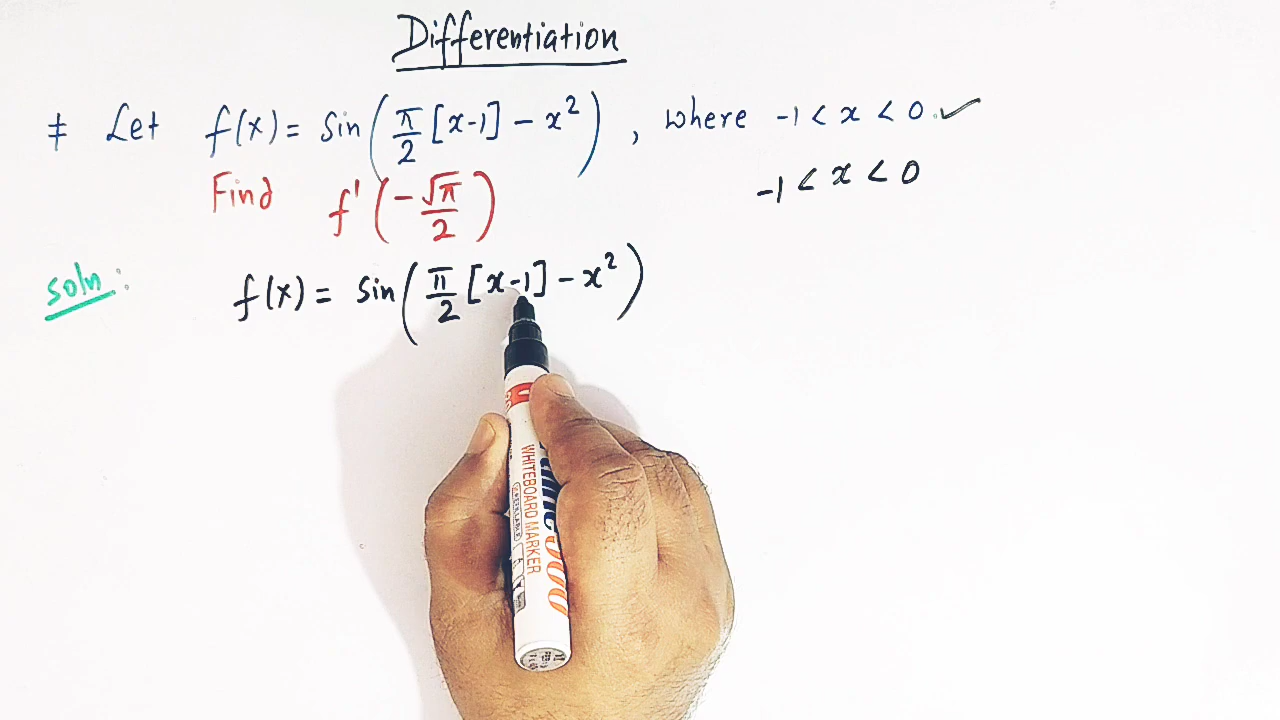 Differentiation
≠ Let f(x) = sin(π/2 [x-1] - x²), where -1 < x < 0. ✓
Find f'(-√π/2)
-1 < x < 0
soln: f(x) = sin(π/2 [x-1] - x²)
WHITEBOARD MARKER